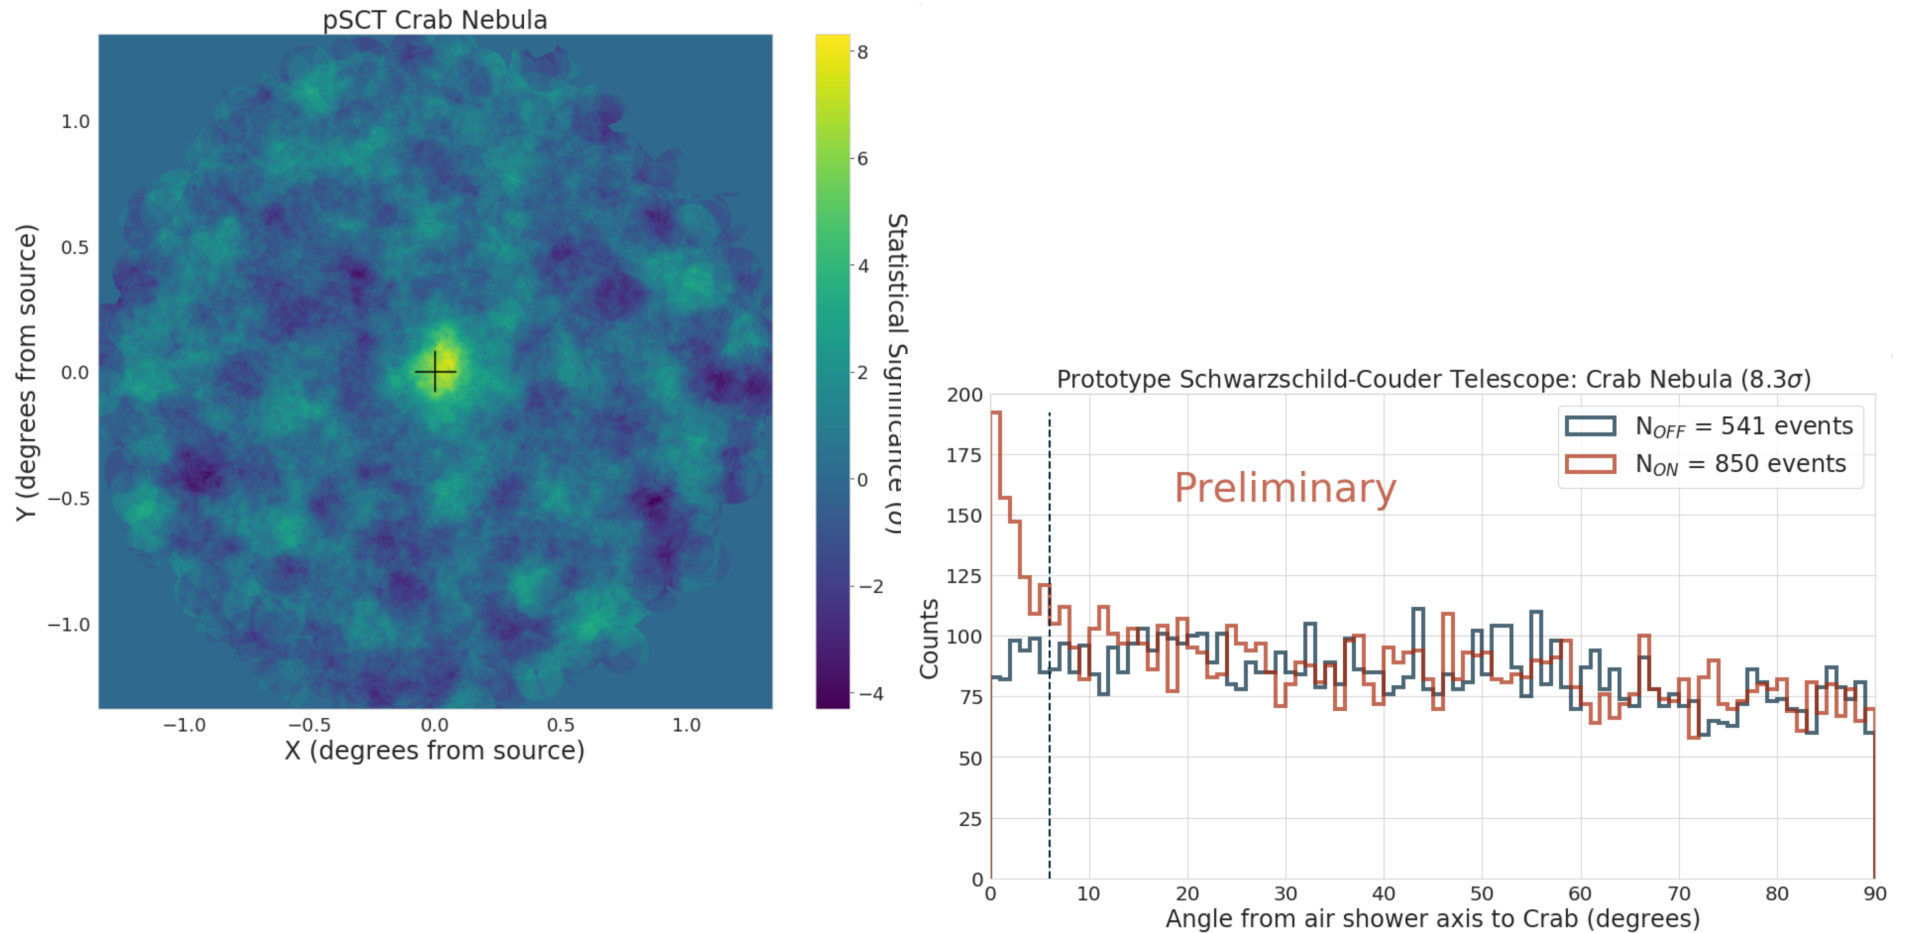 pSCT Crab Nebula
1.0
0.5
0.0
−0.5
−1.0
Y (degrees from source)
−1.0 −0.5 0.0 0.5 1.0
X (degrees from source)
8
6
4
2
0
−2
−4
Statistical Significance (σ)
Prototype Schwarzschild-Couder Telescope: Crab Nebula (8.3σ)
200
175
150
125
100
75
50
25
0
Counts
N_OFF = 541 events
N_ON = 850 events
Preliminary
0 10 20 30 40 50 60 70 80 90
Angle from air shower axis to Crab (degrees)